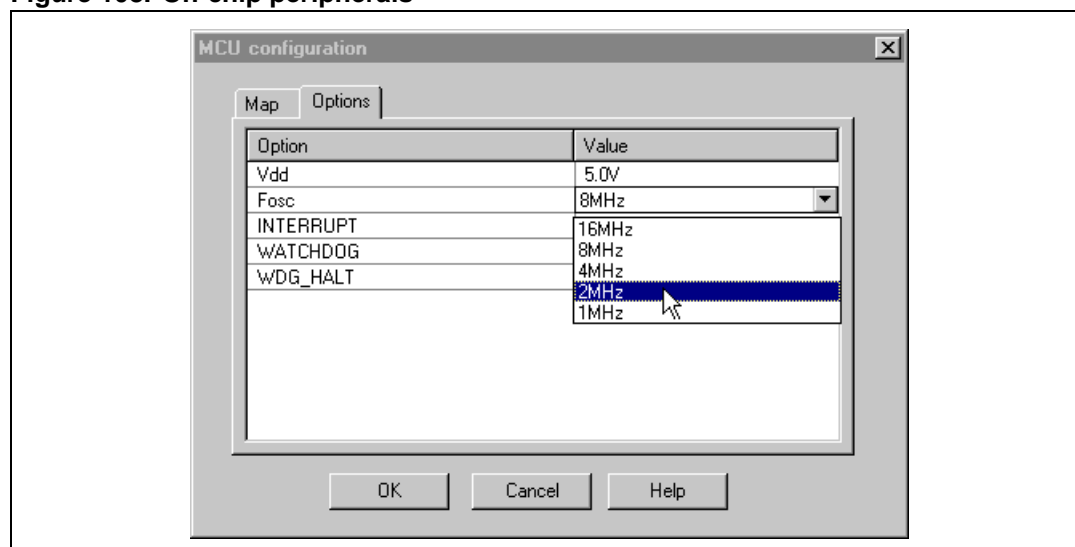 Figure On-chip peripherals
MCU configuration
Map Options
Option Value
Vdd 5.0V
Fosc 8MHz
INTERRUPT
WATCHDOG
WDG_HALT
16MHz
8MHz
4MHz
2MHz
1MHz
OK Cancel Help